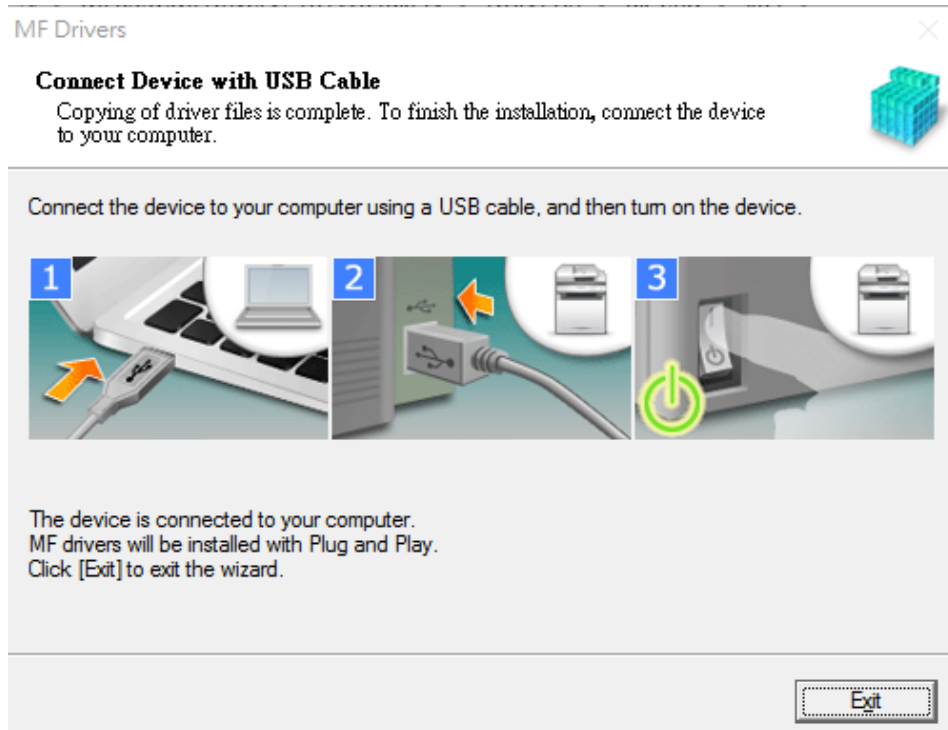 MF Drivers
Connect Device with USB Cable
Copying of driver files is complete. To finish the installation, connect the device
to your computer.
Connect the device to your computer using a USB cable, and then turn on the device.
1
2
3
The device is connected to your computer.
MF drivers will be installed with Plug and Play.
Click [Exit] to exit the wizard.
Exit